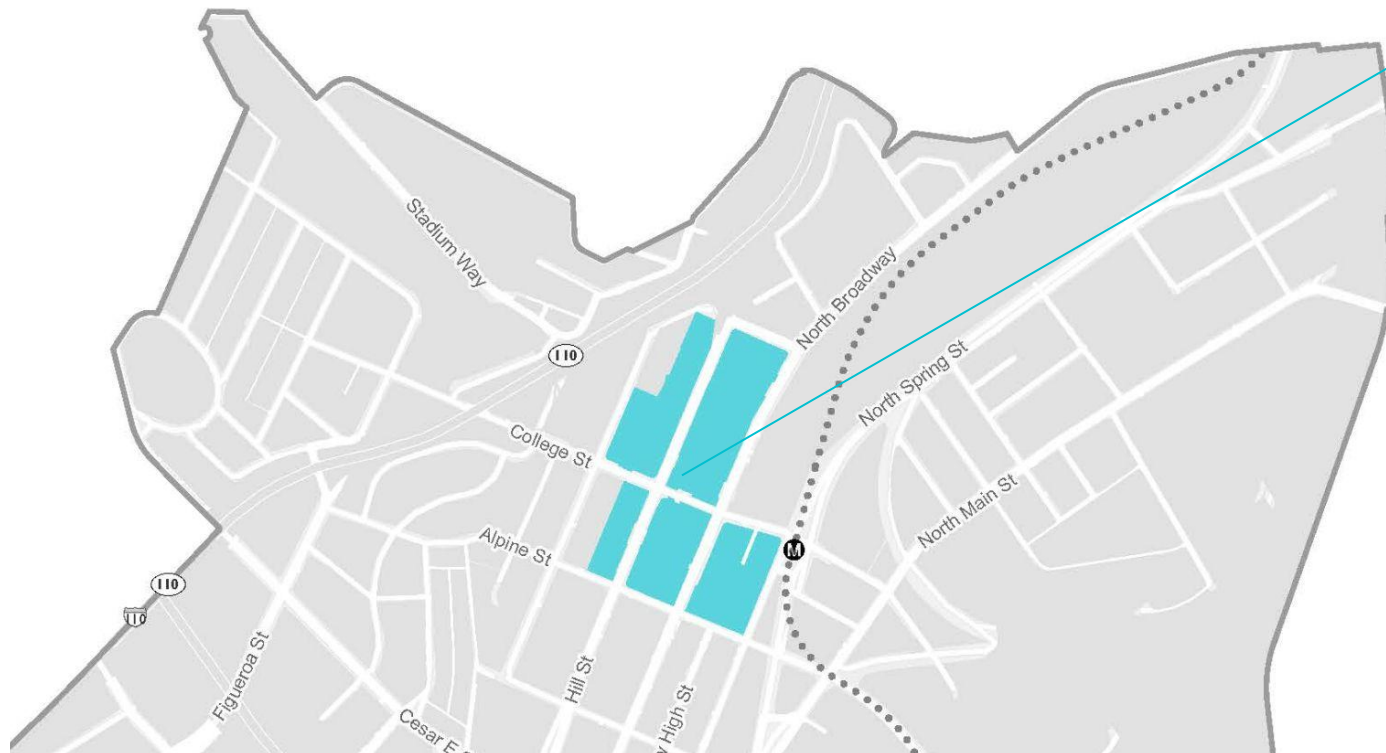 Stadium Way
North Broadway
110
North Spring St
College St
North Main St
Alpine St
M
110
110
Figueroa St
Hill St
High St
Cesar E